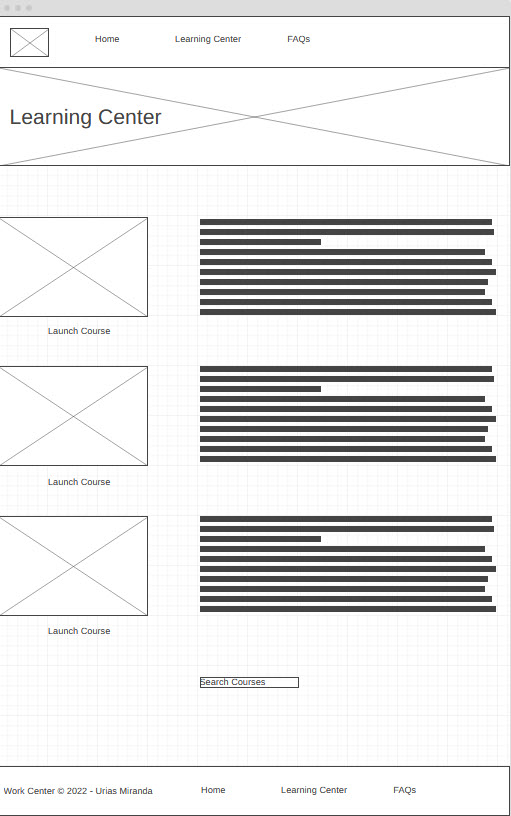 Home Learning Center FAQs
Learning Center
Launch Course
Launch Course
Launch Course
Search Courses
Work Center © 2022 - Urias Miranda Home Learning Center FAQs